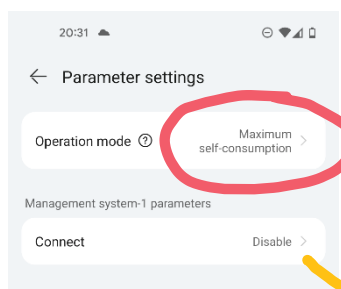 20:31
Parameter settings
Operation mode
Maximum
self-consumption
Management system-1 parameters
Connect
Disable